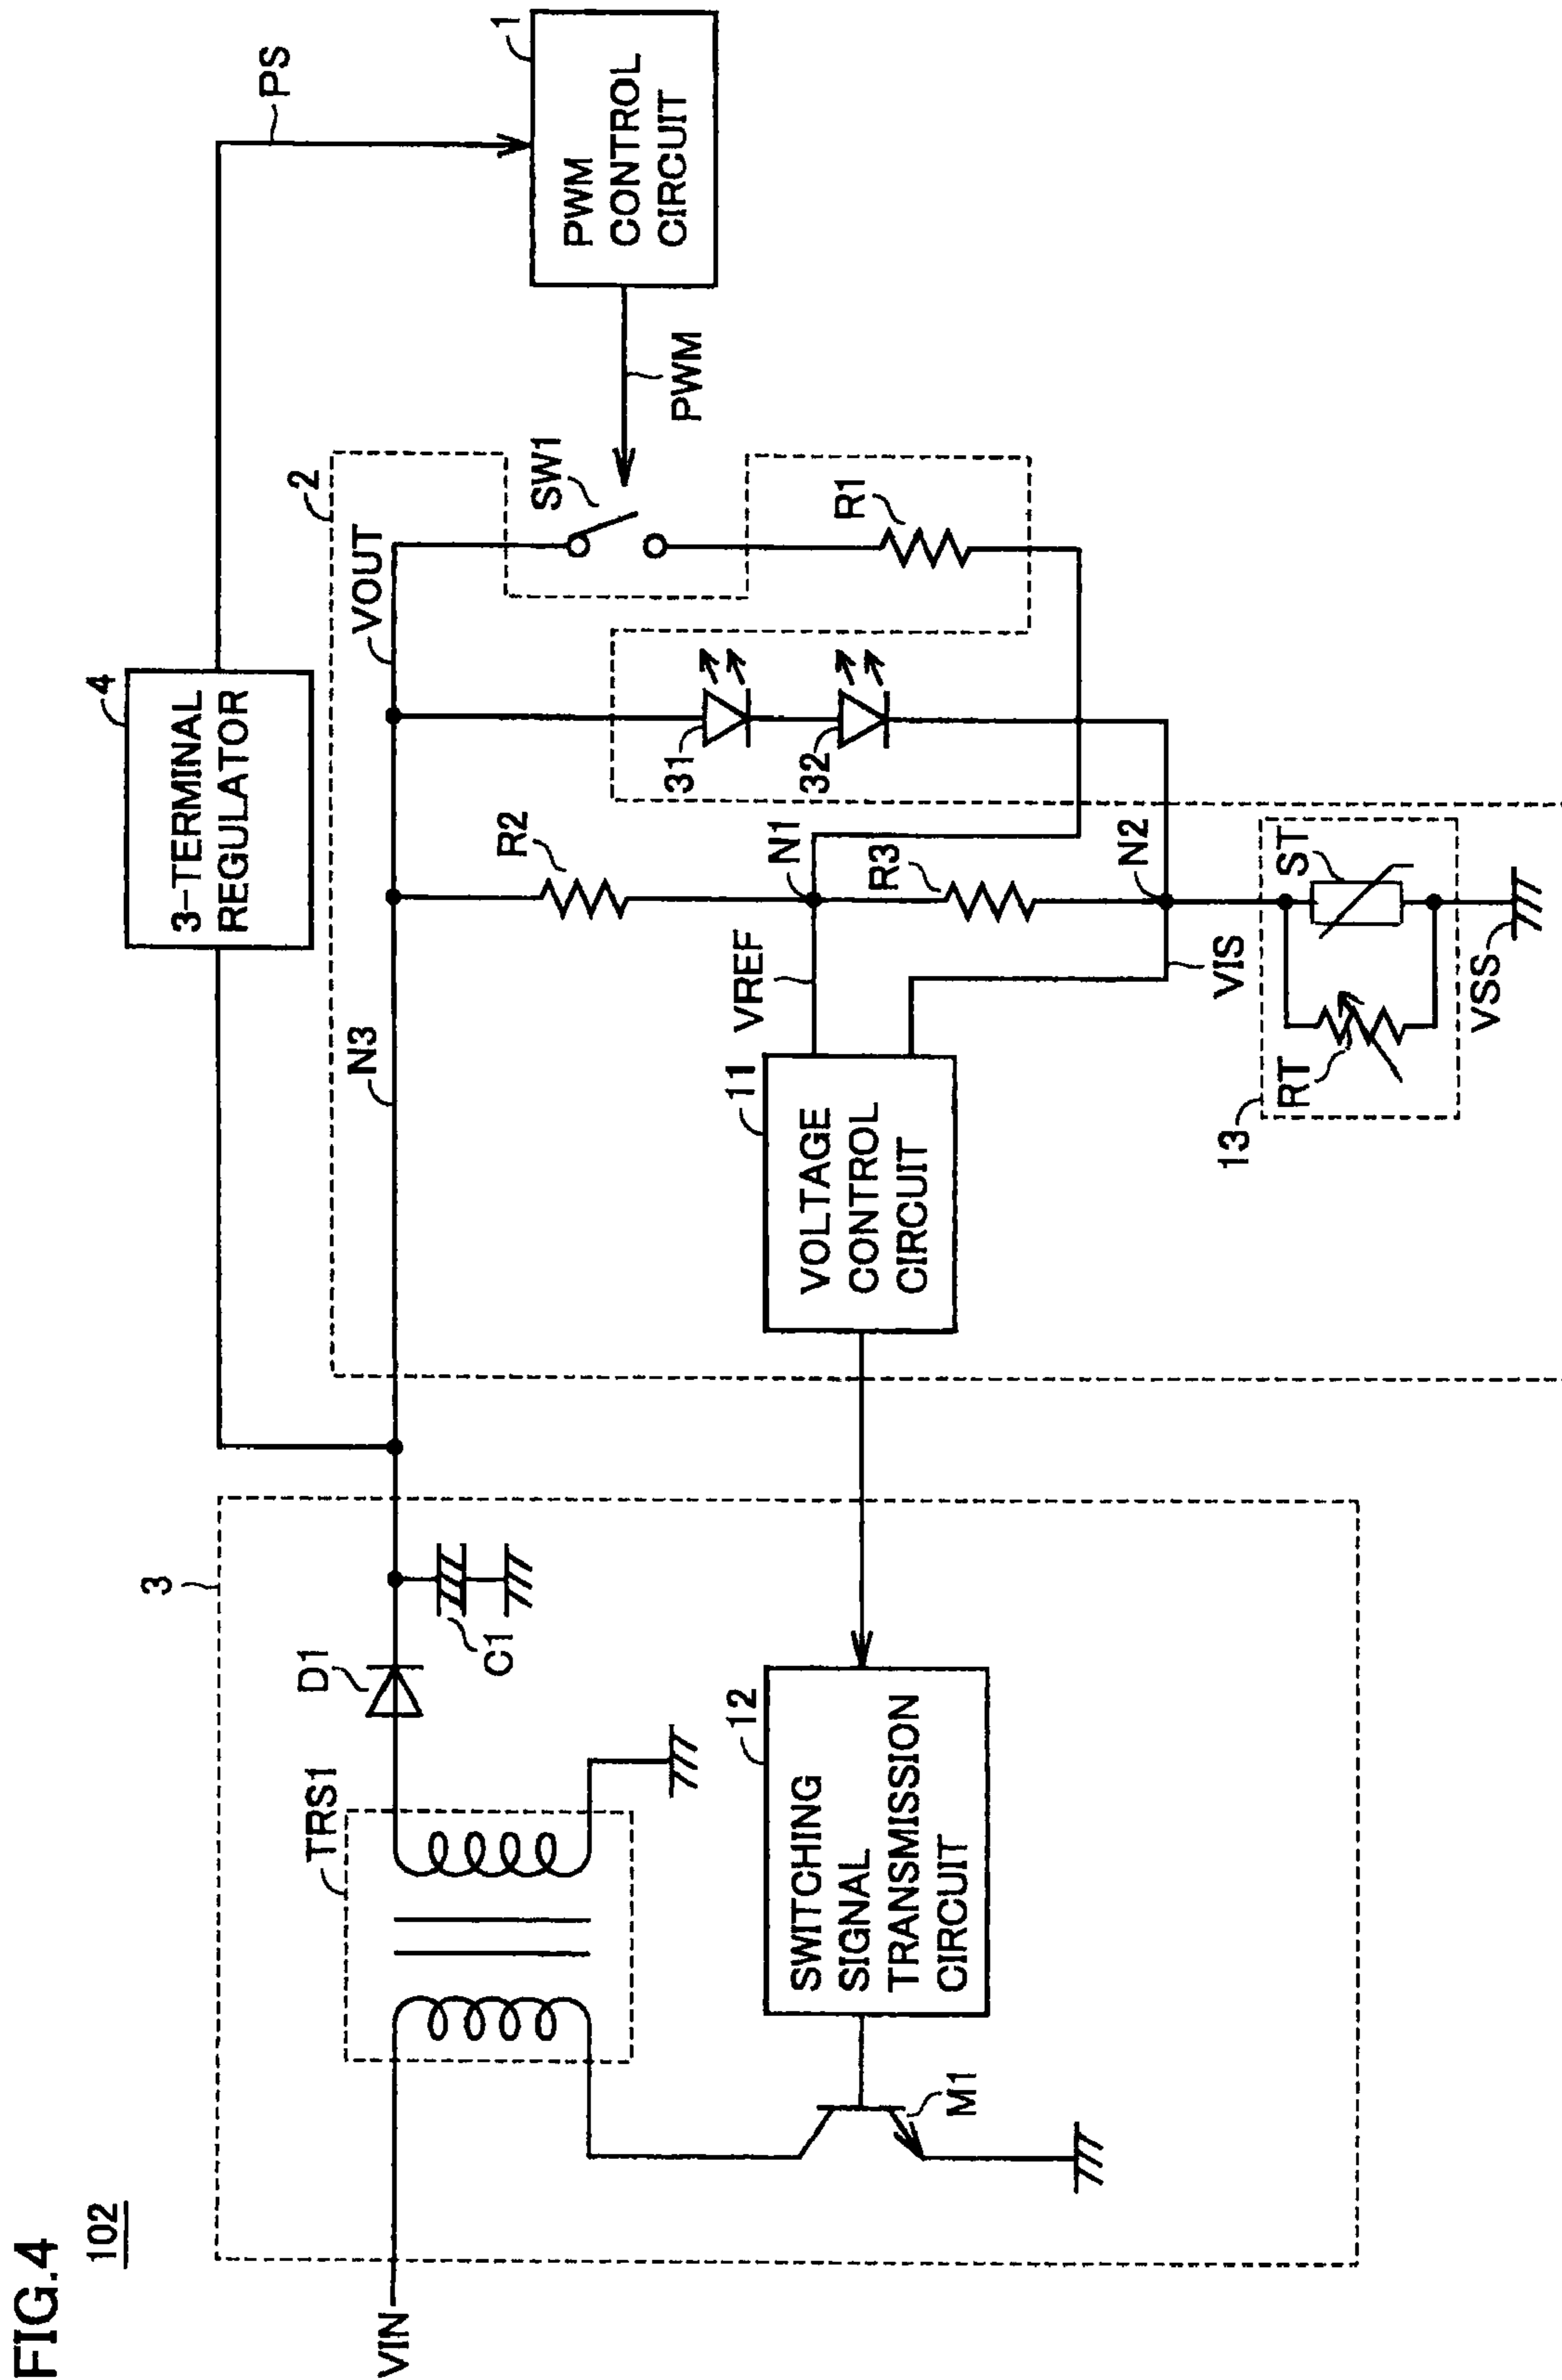 FIG.4
102
VIN
3
TRS1
D1
C1
M1
12
SWITCHING
SIGNAL
TRANSMISSION
CIRCUIT
4
3-TERMINAL
REGULATOR
PS
1
PWM
CONTROL
CIRCUIT
PWM
2
N3
VOUT
SW1
R1
R2
31
32
N1
R3
N2
VREF
VIS
11
VOLTAGE
CONTROL
CIRCUIT
13
RT
ST
VSS